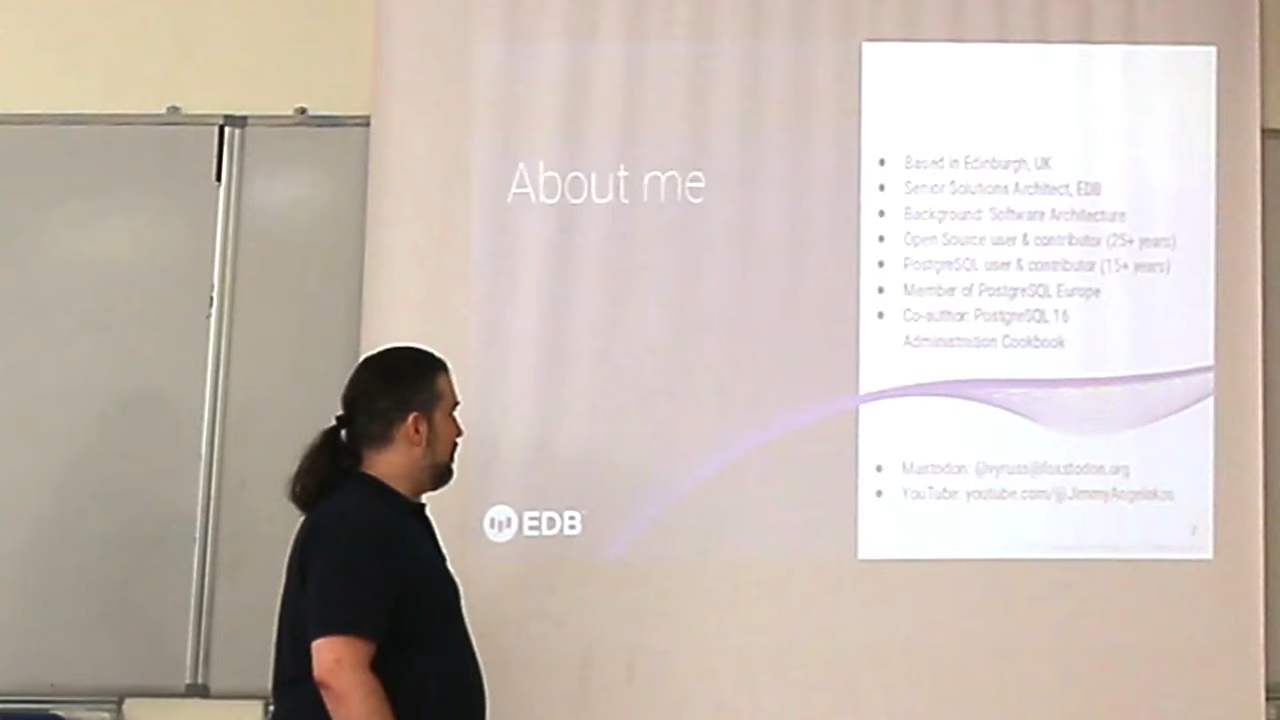 About me
Based in Edinburgh, UK
Senior Solutions Architect, EDB
Background: Software Architecture
Open Source user & contributor (25+ years)
PostgreSQL user & contributor (15+ years)
Member of PostgreSQL Europe
Co-author: PostgreSQL 16
Administration Cookbook
Mastodon: @vyruss@fosstodon.org
YouTube: youtube.com/@JimmyAngelakos
EDB
2